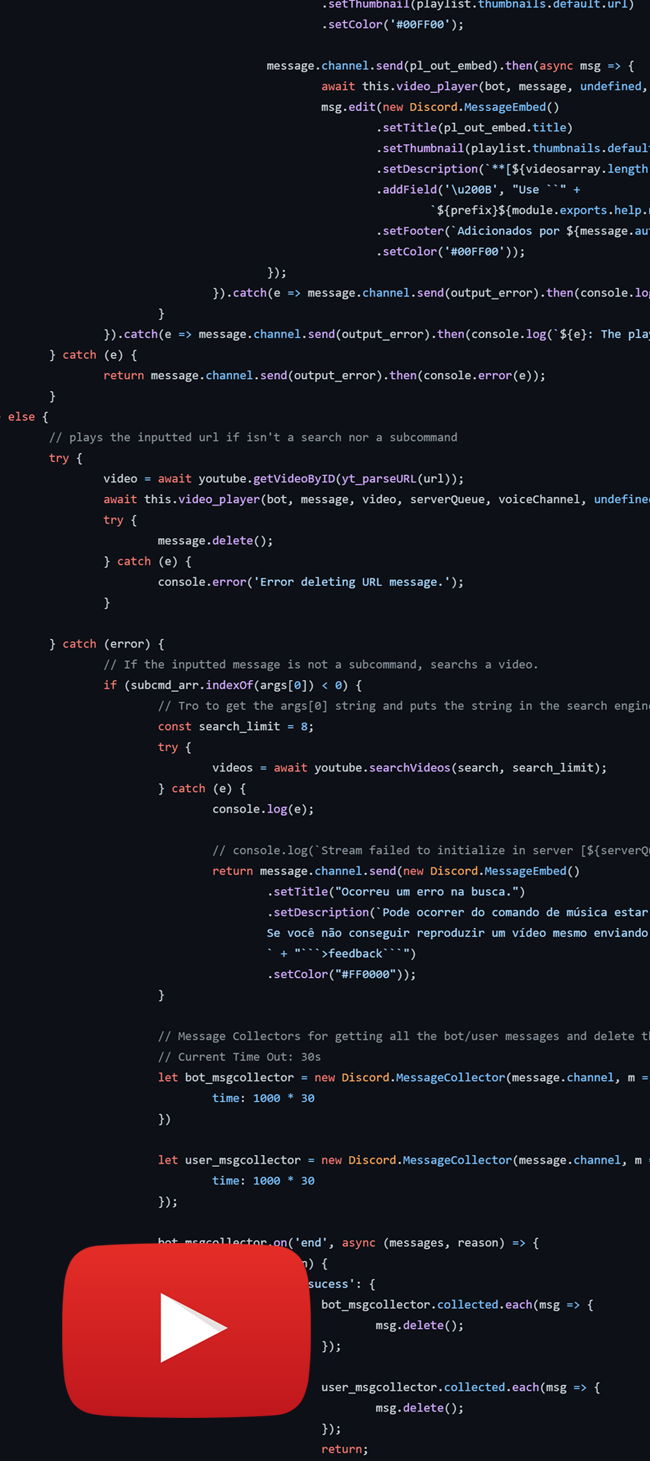 .setThumbnail(playlist.thumbnails.default.url)
.setColor('#00FF00');
message.channel.send(pl_out_embed).then(async msg => {
await this.video_player(bot, message, undefined,
msg.edit(new Discord.MessageEmbed()
.setTitle(pl_out_embed.title)
.setThumbnail(playlist.thumbnails.defau
.setDescription(`**[${videosarray.length
.addField('\u200B', "Use ``" +
`${prefix}${module.exports.help.
.setFooter(`Adicionados por ${message.au
.setColor('#00FF00'));
});
}).catch(e => message.channel.send(output_error).then(console.lo
}
}).catch(e => message.channel.send(output_error).then(console.log(`${e}: The pla
} catch (e) {
return message.channel.send(output_error).then(console.error(e));
}
else {
// plays the inputted url if isn't a search nor a subcommand
try {
video = await youtube.getVideoByID(yt_parseURL(url));
await this.video_player(bot, message, video, serverQueue, voiceChannel, undefine
try {
message.delete();
} catch (e) {
console.error('Error deleting URL message.');
}
} catch (error) {
// If the inputted message is not a subcommand, searchs a video.
if (subcmd_arr.indexOf(args[0]) < 0) {
// Tro to get the args[0] string and puts the string in the search engin
const search_limit = 8;
try {
videos = await youtube.searchVideos(search, search_limit);
} catch (e) {
console.log(e);
// console.log(`Stream failed to initialize in server [${serverQ
return message.channel.send(new Discord.MessageEmbed()
.setTitle("Ocorreu um erro na busca.")
.setDescription(`Pode ocorrer do comando de música estar
Se você não conseguir reproduzir um vídeo mesmo enviando
` + "```>feedback```")
.setColor("#FF0000"));
}
// Message Collectors for getting all the bot/user messages and delete t
// Current Time Out: 30s
let bot_msgcollector = new Discord.MessageCollector(message.channel, m =
time: 1000 * 30
})
let user_msgcollector = new Discord.MessageCollector(message.channel, m
time: 1000 * 30
});
bot_msgcollector.on('end', async (messages, reason) => {
) {
sucess': {
bot_msgcollector.collected.each(msg => {
msg.delete();
});
user_msgcollector.collected.each(msg => {
msg.delete();
});
return;